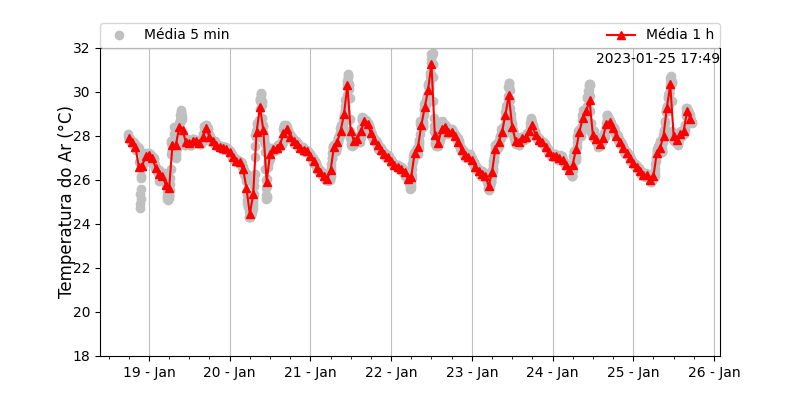 Média 5 min
Média 1 h
2023-01-25 17:49
Temperatura do Ar (°C)
32
30
28
26
24
22
20
18
19 - Jan
20 - Jan
21 - Jan
22 - Jan
23 - Jan
24 - Jan
25 - Jan
26 - Jan